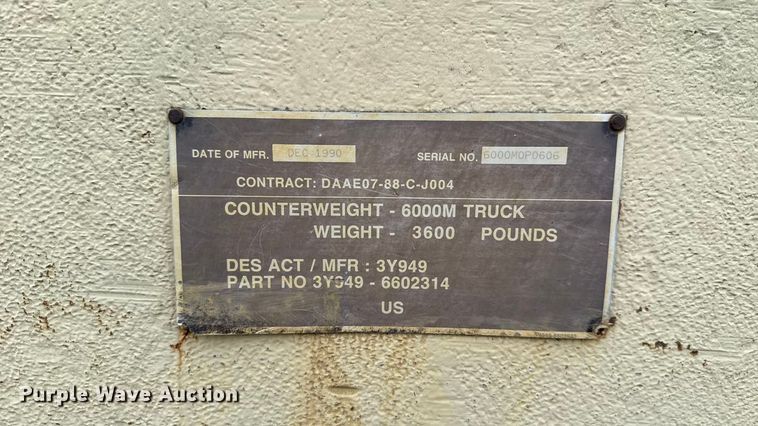 DATE OF MFR. DEC 1990 SERIAL NO. 6000M0P0606
CONTRACT: DAAE07-88-C-J004
COUNTERWEIGHT - 6000M TRUCK
WEIGHT - 3600 POUNDS
DES ACT / MFR : 3Y949
PART NO 3Y949 - 6602314
US
Purple Wave Auction